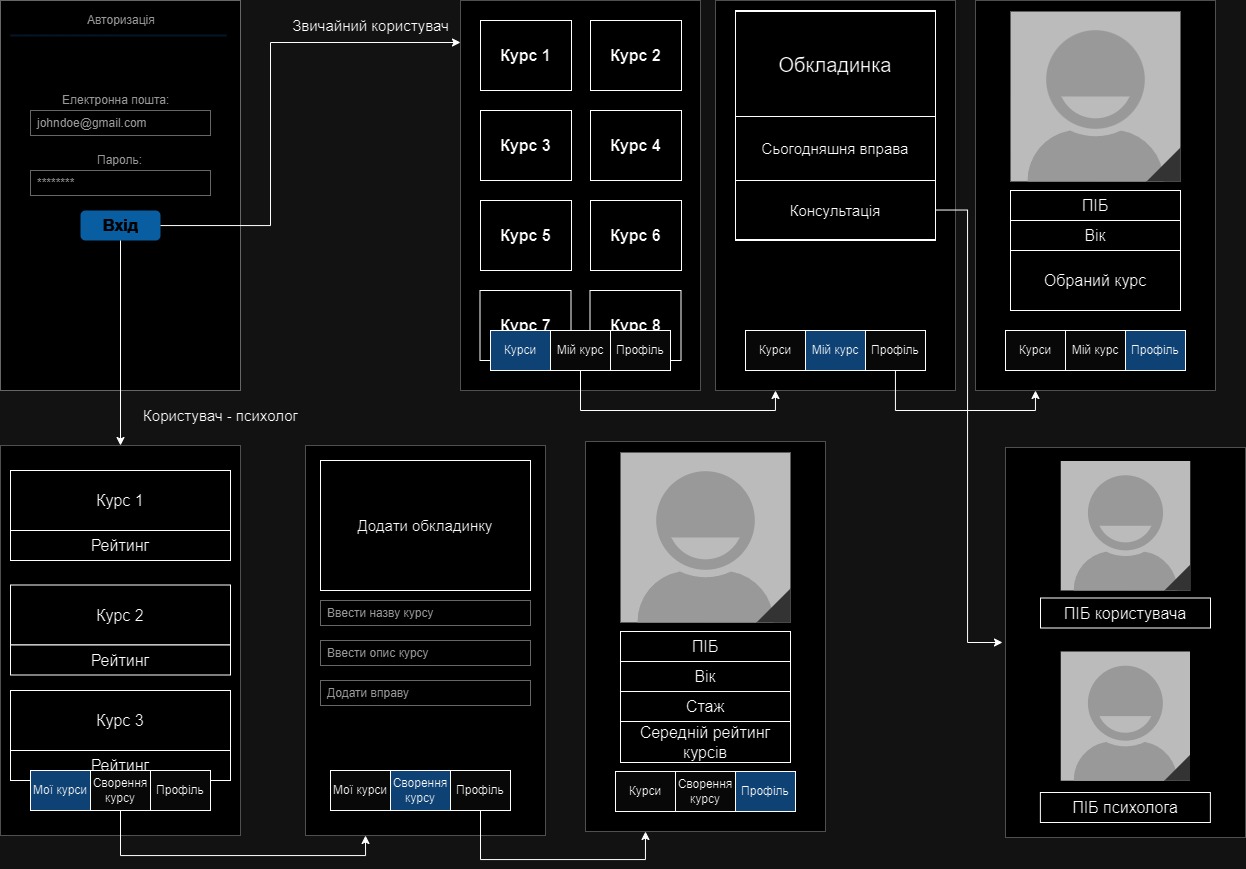 Авторизація
Електронна пошта:
johndoe@gmail.com
Пароль:
********
Вхід
Звичайний користувач
Курс 1
Курс 2
Курс 3
Курс 4
Курс 5
Курс 6
Курс 7
Курс 8
Курси
Мій курс
Профіль
Обкладинка
Сьогодняшня вправа
Консультація
Курси
Мій курс
Профіль
ПІБ
Вік
Обраний курс
Курси
Мій курс
Профіль
Користувач - психолог
Курс 1
Рейтинг
Курс 2
Рейтинг
Курс 3
Рейтинг
Мої курси
Сворення
курсу
Профіль
Додати обкладинку
Ввести назву курсу
Ввести опис курсу
Додати вправу
Мої курси
Сворення
курсу
Профіль
ПІБ
Вік
Стаж
Середній рейтинг
курсів
Курси
Сворення
курсу
Профіль
ПІБ користувача
ПІБ психолога